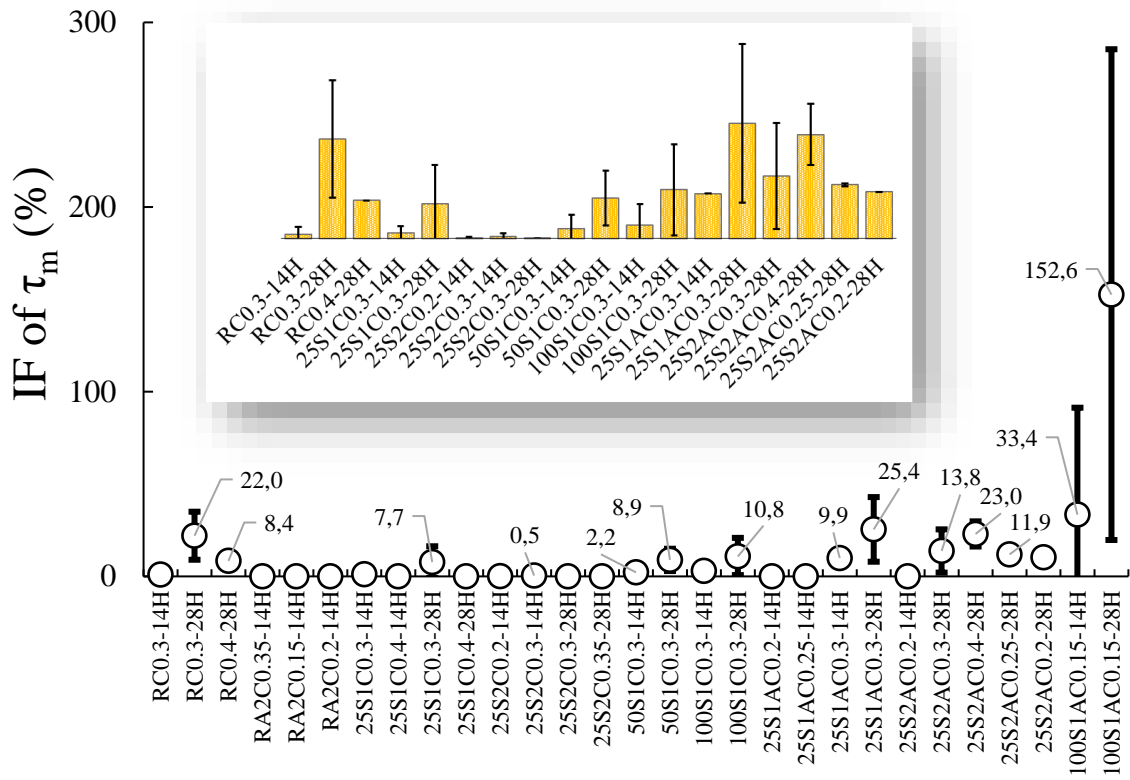 IF of τm (%)
300
200
100
0
RC0.3-14H
RC0.3-28H
RC0.4-28H
25S1C0.3-14H
25S1C0.3-28H
25S2C0.2-14H
25S2C0.3-14H
25S2C0.3-28H
50S1C0.3-14H
50S1C0.3-28H
100S1C0.3-14H
100S1C0.3-28H
25S1AC0.3-14H
25S1AC0.3-28H
25S2AC0.3-28H
25S2AC0.4-28H
25S2AC0.25-28H
25S2AC0.2-28H
22,0
8,4
7,7
0,5
2,2
8,9
10,8
9,9
25,4
13,8
23,0
11,9
33,4
152,6
RC0.3-14H
RC0.3-28H
RC0.4-28H
RA2C0.35-14H
RA2C0.15-14H
RA2C0.2-14H
25S1C0.3-14H
25S1C0.4-14H
25S1C0.3-28H
25S1C0.4-28H
25S2C0.2-14H
25S2C0.3-14H
25S2C0.3-28H
25S2C0.35-28H
50S1C0.3-14H
50S1C0.3-28H
100S1C0.3-14H
100S1C0.3-28H
25S1AC0.2-14H
25S1AC0.25-14H
25S1AC0.3-14H
25S1AC0.3-28H
25S2AC0.2-14H
25S2AC0.3-28H
25S2AC0.4-28H
25S2AC0.25-28H
25S2AC0.2-28H
100S1AC0.15-14H
100S1AC0.15-28H